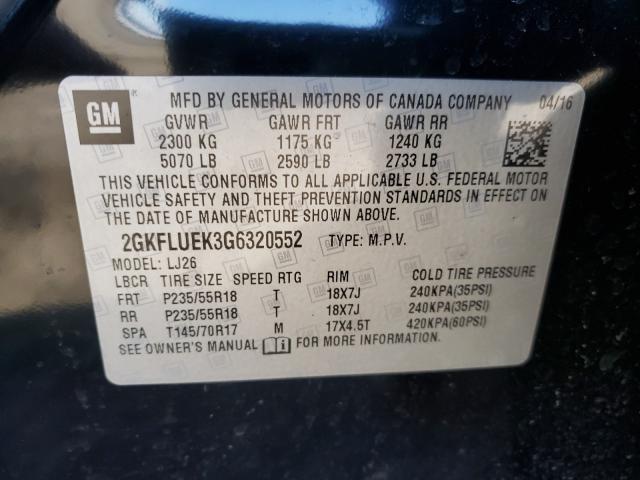 GM MFD BY GENERAL MOTORS OF CANADA COMPANY 04/16
GVWR GAWR FRT GAWR RR
2300 KG 1175 KG 1240 KG
5070 LB 2590 LB 2733 LB
THIS VEHICLE CONFORMS TO ALL APPLICABLE U.S. FEDERAL MOTOR
VEHICLE SAFETY AND THEFT PREVENTION STANDARDS IN EFFECT ON
THE DATE OF MANUFACTURE SHOWN ABOVE.
2GKFLUEK3G6320552 TYPE: M.P.V.
MODEL: LJ26
LBCR TIRE SIZE SPEED RTG RIM COLD TIRE PRESSURE
FRT P235/55R18 T 18X7J 240KPA(35PSI)
RR P235/55R18 T 18X7J 240KPA(35PSI)
SPA T145/70R17 M 17X4.5T 420KPA(60PSI)
SEE OWNER'S MANUAL FOR MORE INFORMATION.